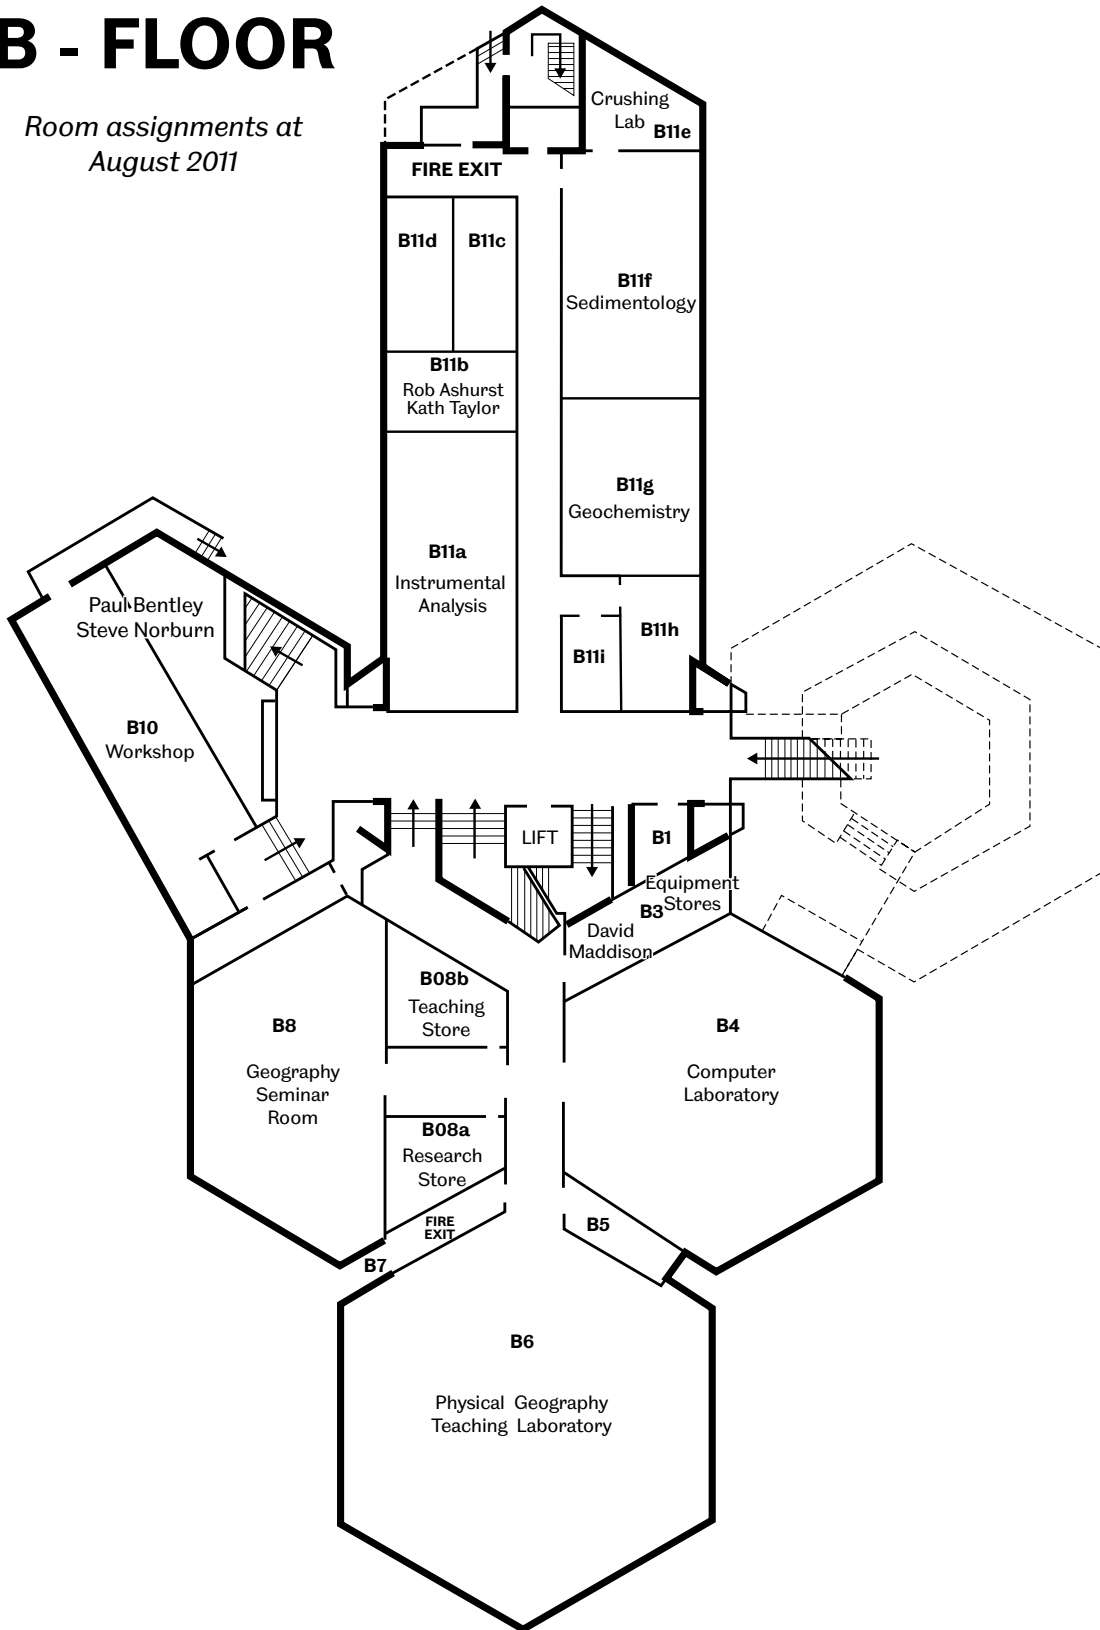 B - FLOOR
Room assignments at
August 2011
Crushing
Lab
B11e
FIRE EXIT
B11d
B11c
B11f
Sedimentology
B11b
Rob Ashurst
Kath Taylor
B11g
Geochemistry
B11a
Instrumental
Analysis
Paul Bentley
Steve Norburn
B11h
B11i
B10
Workshop
LIFT
B1
Equipment
Stores
B3
David
Maddison
B08b
Teaching
Store
B8
Geography
Seminar
Room
B4
Computer
Laboratory
B08a
Research
Store
FIRE
EXIT
B5
B7
B6
Physical Geography
Teaching Laboratory